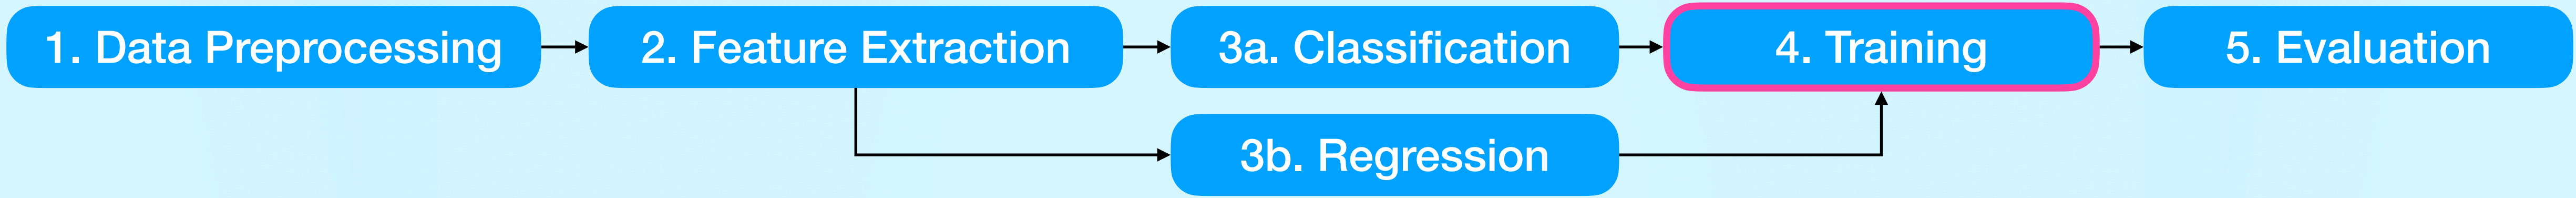 1. Data Preprocessing
2. Feature Extraction
3a. Classification
4. Training
5. Evaluation
3b. Regression